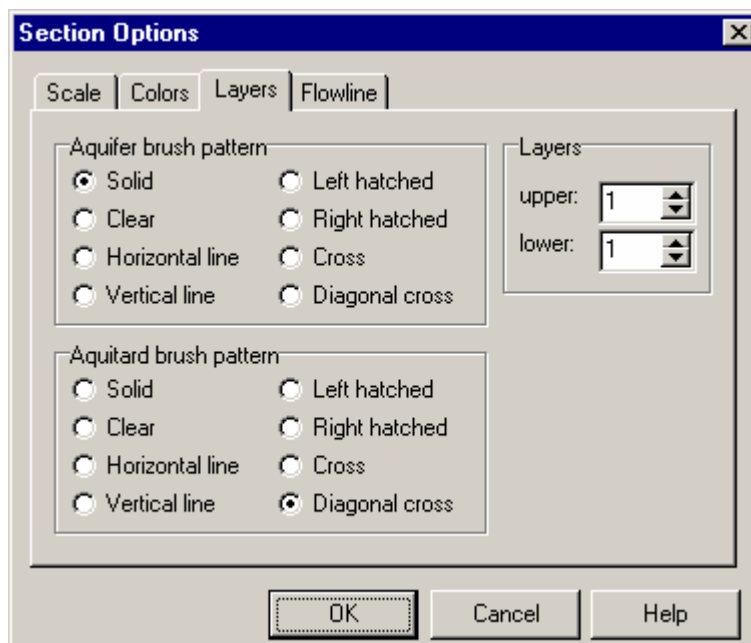 Section Options
Scale Colors Layers Flowline
Aquifer brush pattern
Solid Left hatched
Clear Right hatched
Horizontal line Cross
Vertical line Diagonal cross
Layers
upper: 1
lower: 1
Aquitard brush pattern
Solid Left hatched
Clear Right hatched
Horizontal line Cross
Vertical line Diagonal cross
OK Cancel Help